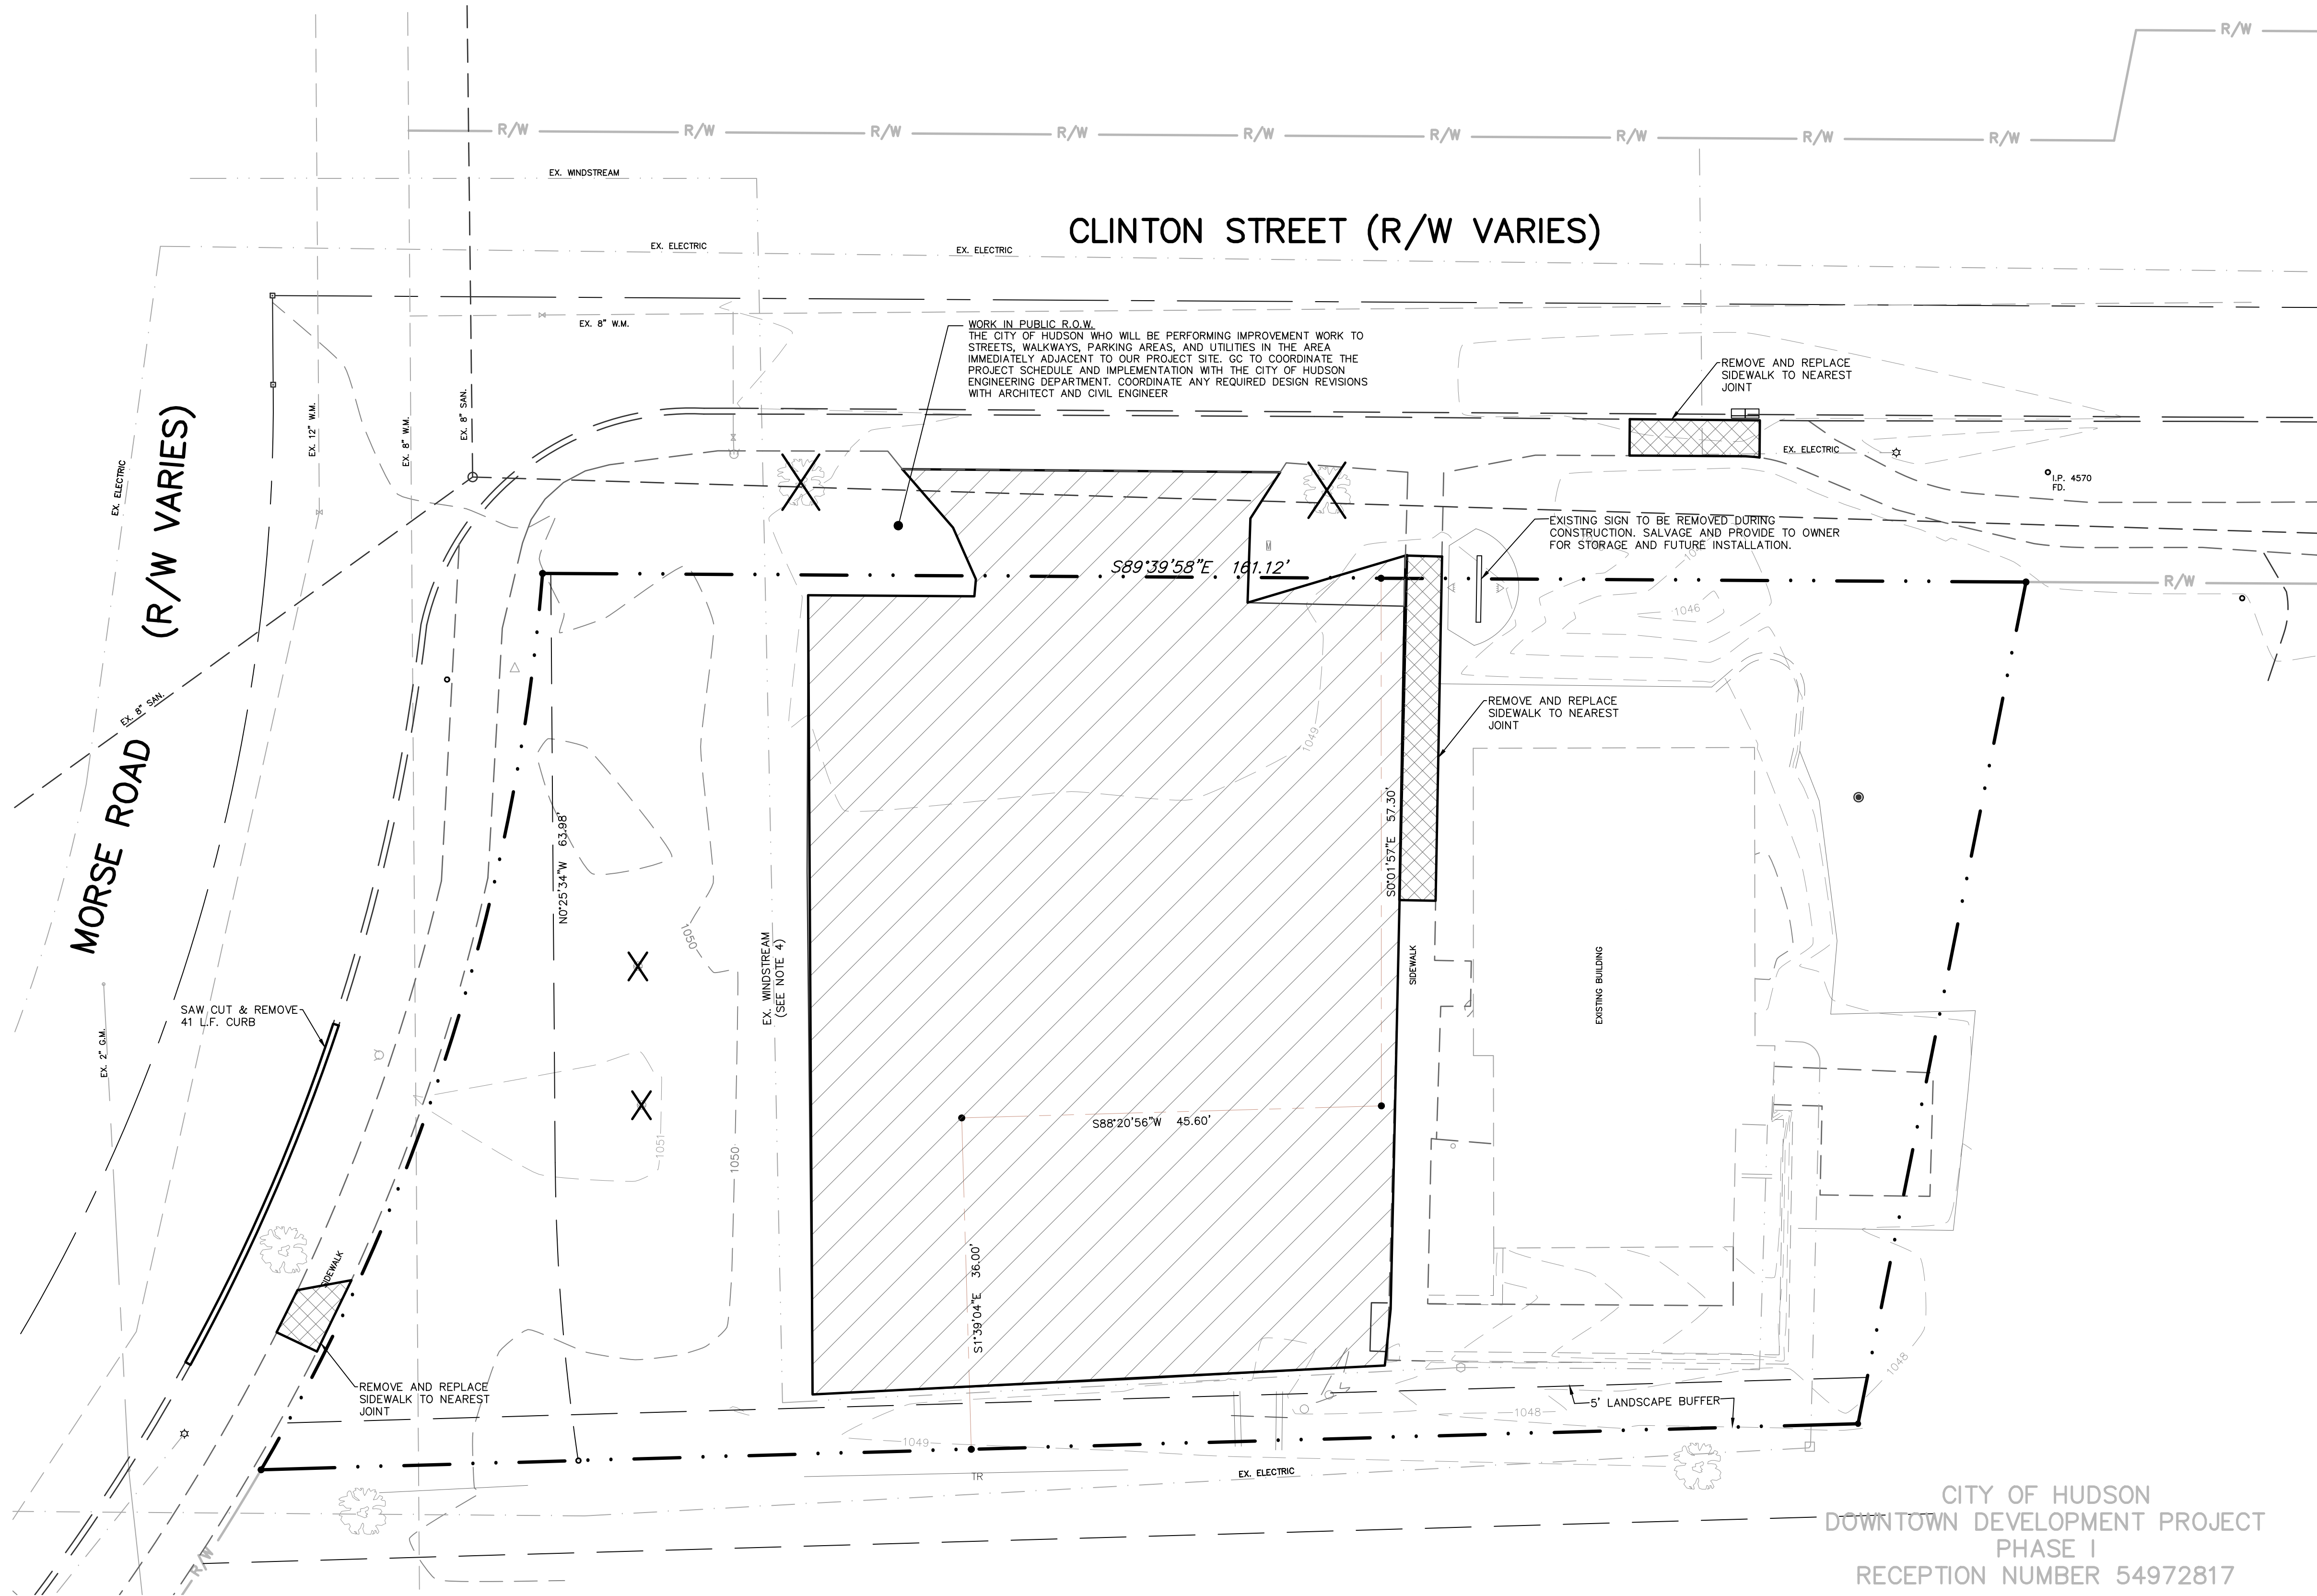 R/W
R/W R/W R/W R/W R/W R/W R/W R/W R/W
EX. WINDSTREAM
CLINTON STREET (R/W VARIES)
EX. ELECTRIC
EX. ELECTRIC
EX. 8" W.M.
WORK IN PUBLIC R.O.W.
THE CITY OF HUDSON WHO WILL BE PERFORMING IMPROVEMENT WORK TO
STREETS, WALKWAYS, PARKING AREAS, AND UTILITIES IN THE AREA
IMMEDIATELY ADJACENT TO OUR PROJECT SITE. GC TO COORDINATE THE
PROJECT SCHEDULE AND IMPLEMENTATION WITH THE CITY OF HUDSON
ENGINEERING DEPARTMENT. COORDINATE ANY REQUIRED DESIGN REVISIONS
WITH ARCHITECT AND CIVIL ENGINEER
REMOVE AND REPLACE
SIDEWALK TO NEAREST
JOINT
EX. ELECTRIC
MORSE ROAD (R/W VARIES)
EX. 12" W.M.
EX. 8" W.M.
EX. 8" SAN.
EX. ELECTRIC
I.P. 4570
FD.
EXISTING SIGN TO BE REMOVED DURING
CONSTRUCTION. SALVAGE AND PROVIDE TO OWNER
FOR STORAGE AND FUTURE INSTALLATION.
S89°39'58"E 161.12'
R/W
1046
EX. 8" SAN.
REMOVE AND REPLACE
SIDEWALK TO NEAREST
JOINT
1049
N0°25'34"W 63.98'
S0°01'57"E 57.30'
1050
EX. WINDSTREAM
(SEE NOTE 4)
SIDEWALK
EXISTING BUILDING
SAW CUT & REMOVE
41 L.F. CURB
EX. 2" G.M.
S88°20'56"W 45.60'
1051
1050
SIDEWALK
S1°39'04"E 36.00'
1048
REMOVE AND REPLACE
SIDEWALK TO NEAREST
JOINT
5' LANDSCAPE BUFFER
1048
1049
TR
EX. ELECTRIC
R/W
CITY OF HUDSON
DOWNTOWN DEVELOPMENT PROJECT
PHASE I
RECEPTION NUMBER 54972817